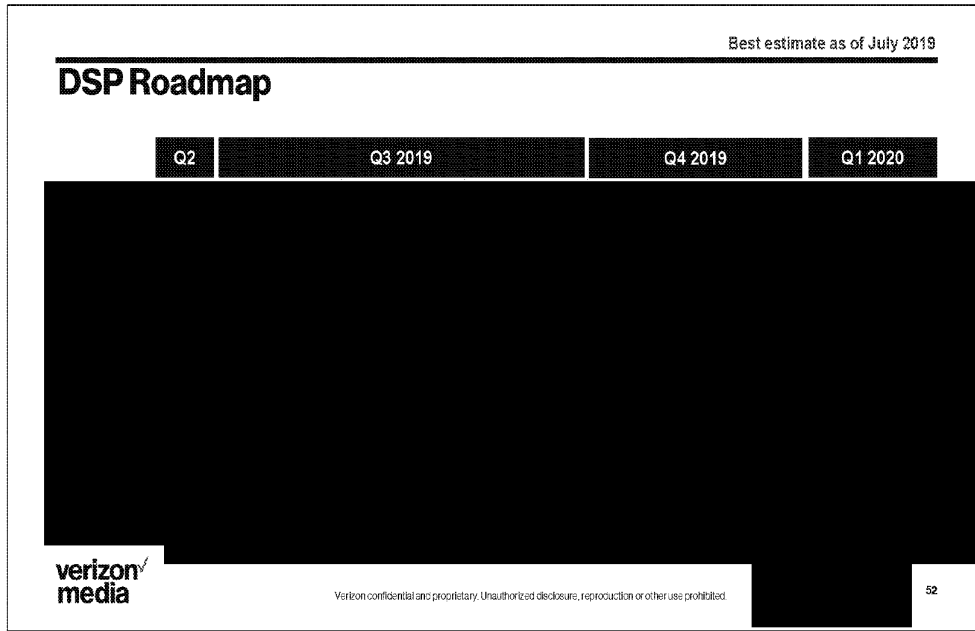 Best estimate as of July 2019
DSP Roadmap
Q2 Q3 2019 Q4 2019 Q1 2020
verizon
media
Verizon confidential and proprietary. Unauthorized disclosure, reproduction or other use prohibited.
52